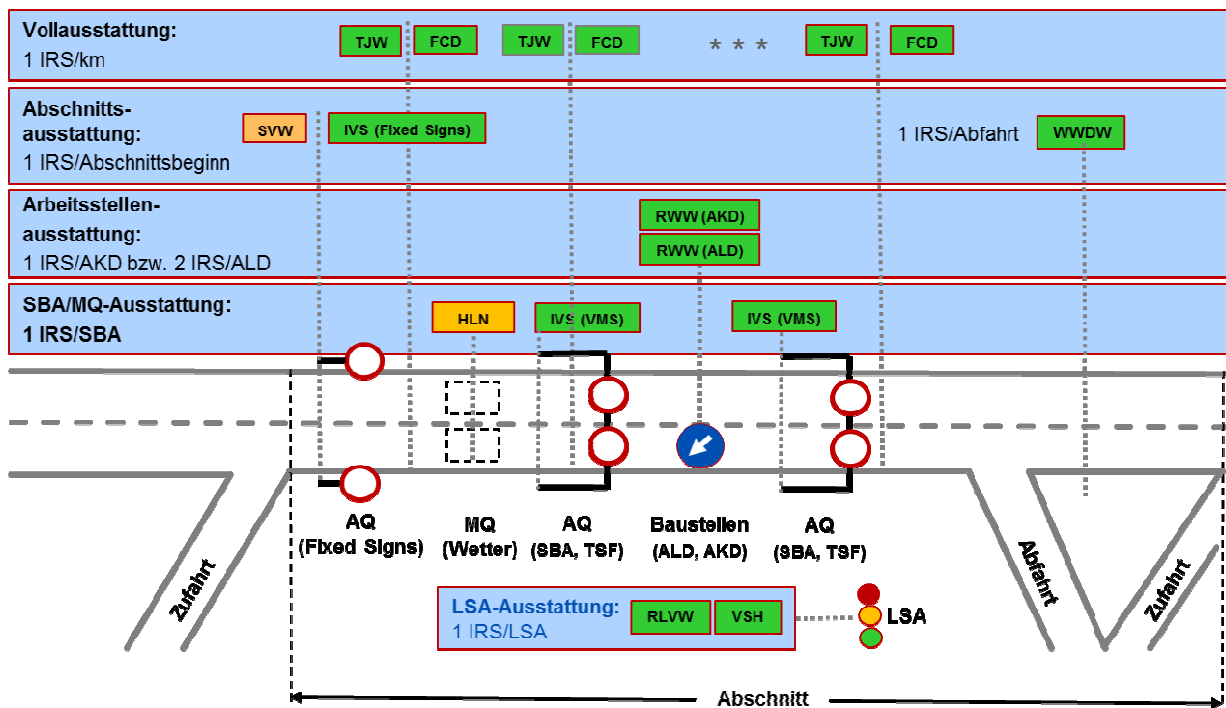 Vollausstattung:
1 IRS/km
TJW
FCD
TJW
FCD
* * *
TJW
FCD
Abschnitts-
ausstattung:
1 IRS/Abschnittsbeginn
SVW
IVS (Fixed Signs)
1 IRS/Abfahrt
WWDW
Arbeitsstellen-
ausstattung:
1 IRS/AKD bzw. 2 IRS/ALD
RWW (AKD)
RWW (ALD)
SBA/MQ-Ausstattung:
1 IRS/SBA
HLN
IVS (VMS)
IVS (VMS)
AQ
(Fixed Signs)
MQ
(Wetter)
AQ
(SBA, TSF)
Baustellen
(ALD, AKD)
AQ
(SBA, TSF)
Zufahrt
Abfahrt
Zufahrt
LSA-Ausstattung:
1 IRS/LSA
RLVW
VSH
LSA
Abschnitt